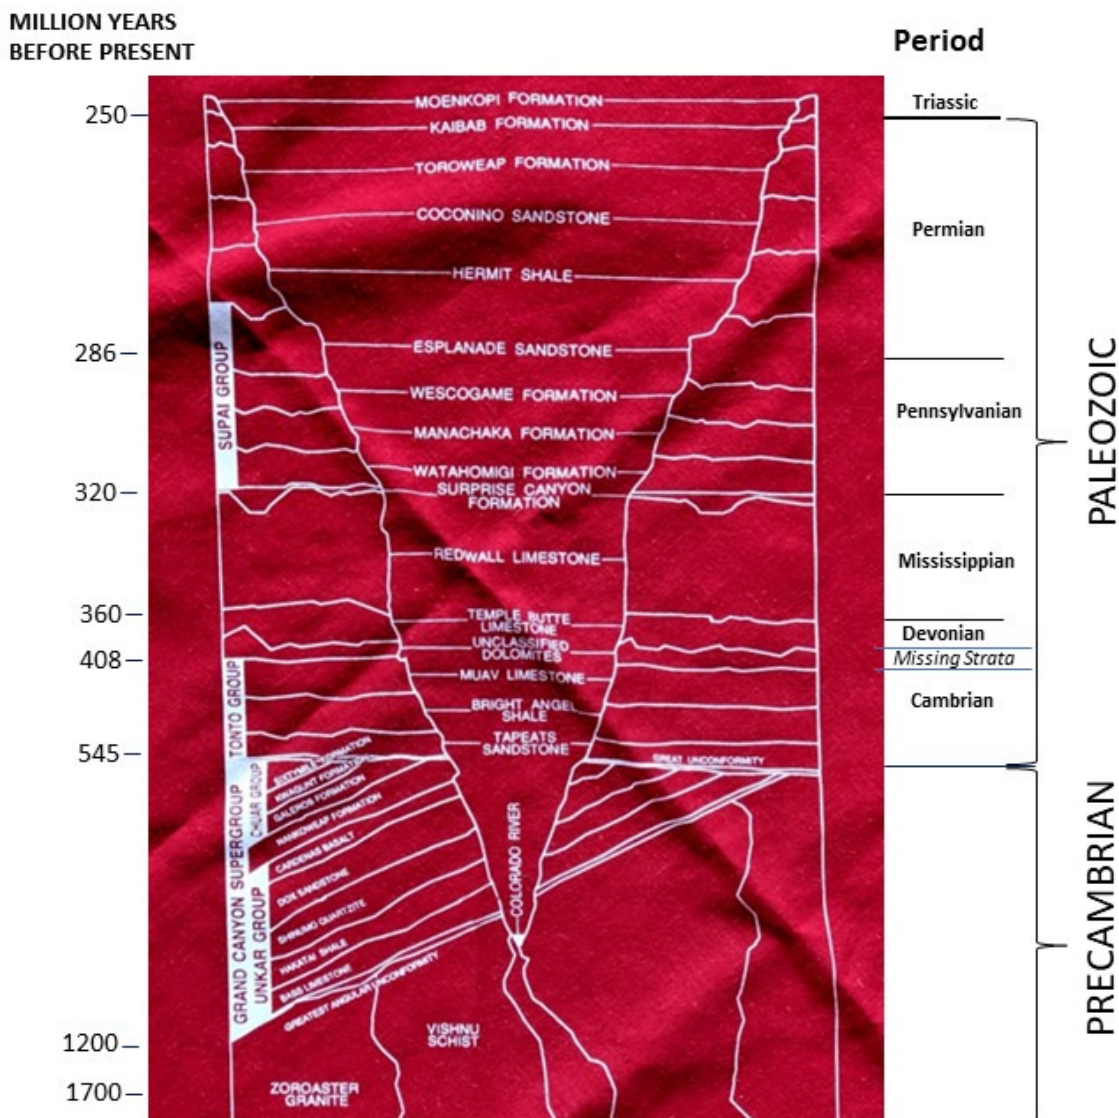 MILLION YEARS
BEFORE PRESENT
Period
250
286
320
360
408
545
1200
1700
MOENKOPI FORMATION
KAIBAB FORMATION
TOROWEAP FORMATION
COCONINO SANDSTONE
HERMIT SHALE
ESPLANADE SANDSTONE
WESCOGAME FORMATION
MANACHAKA FORMATION
WATAHOMIGI FORMATION
SURPRISE CANYON
FORMATION
REDWALL LIMESTONE
TEMPLE BUTTE
LIMESTONE
UNCLASSIFIED
DOLOMITES
MUAV LIMESTONE
BRIGHT ANGEL
SHALE
TAPEATS
SANDSTONE
GREAT UNCONFORMITY
COLORADO RIVER
SUPAI GROUP
TONTO GROUP
GRAND CANYON SUPERGROUP
CHUAR GROUP
UNKAR GROUP
SIXTYMILE FORMATION
KWAGUNT FORMATION
GALEROS FORMATION
NANKOWEAP FORMATION
CARDENAS BASALT
DOX SANDSTONE
SHINUMO QUARTZITE
HAKATAI SHALE
BASS LIMESTONE
GREATEST ANGULAR UNCONFORMITY
VISHNU
SCHIST
ZOROASTER
GRANITE
Triassic
Permian
Pennsylvanian
Mississippian
Devonian
Missing Strata
Cambrian
PALEOZOIC
PRECAMBRIAN